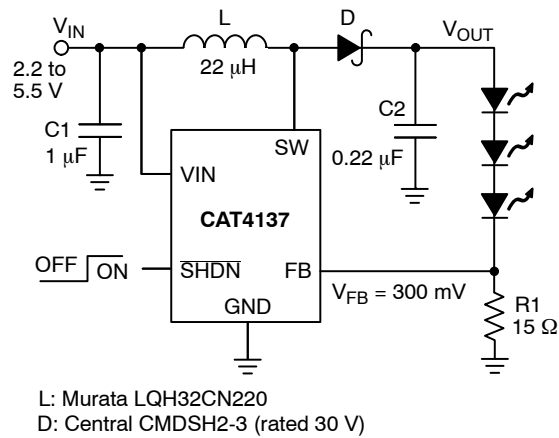 VIN
2.2 to
5.5 V
L
22 μH
D
VOUT
C1
1 μF
C2
0.22 μF
SW
VIN
CAT4137
OFF ON
SHDN
FB
VFB = 300 mV
GND
R1
15 Ω
L: Murata LQH32CN220
D: Central CMDSH2-3 (rated 30 V)